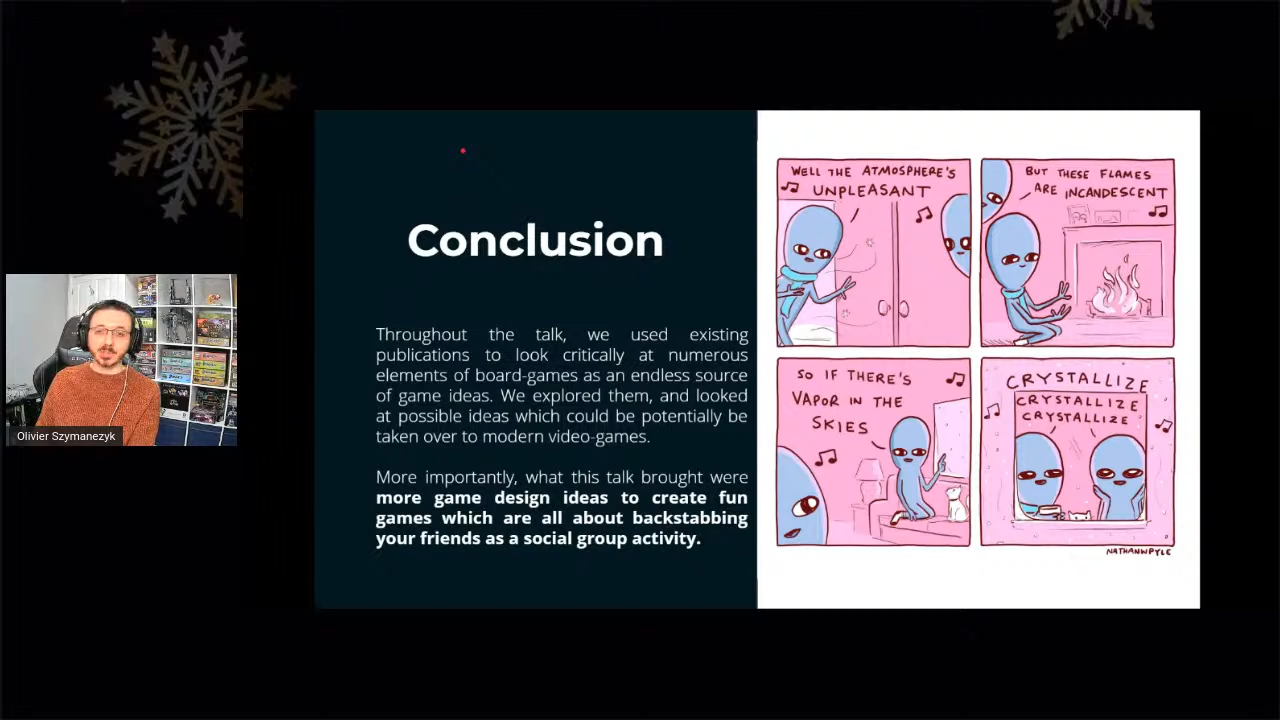 Conclusion
Throughout the talk, we used existing
publications to look critically at numerous
elements of board-games as an endless source
of game ideas. We explored them, and looked
at possible ideas which could be potentially be
taken over to modern video-games.
More importantly, what this talk brought were
more game design ideas to create fun
games which are all about backstabbing
your friends as a social group activity.
WELL THE ATMOSPHERE'S
UNPLEASANT
BUT THESE FLAMES
ARE INCANDESCENT
SO IF THERE'S
VAPOR IN THE
SKIES
CRYSTALLIZE
CRYSTALLIZE
CRYSTALLIZE
NATHANWPYLE
Olivier Szymanezyk